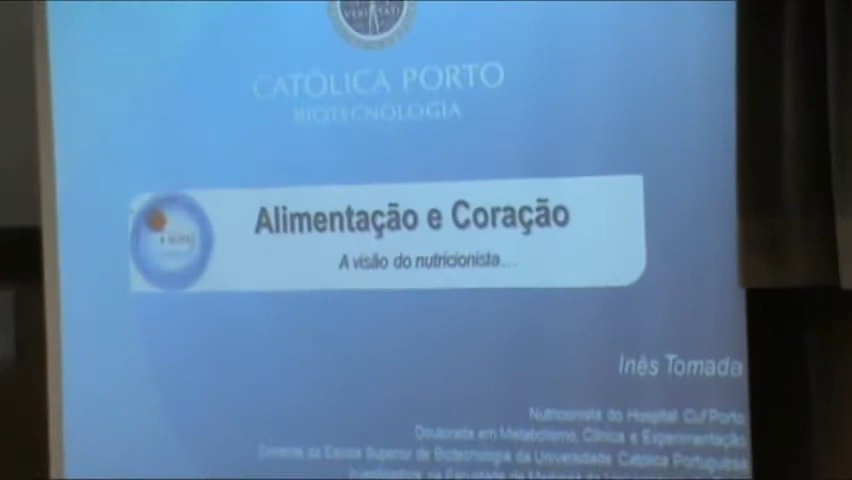 VERITATI
CATÓLICA PORTO
BIOTECNOLOGIA
Alimentação e Coração
A visão do nutricionista...
Inês Tomada
Nutricionista do Hospital Cuf Porto
Doutorada em Metabolismo, Clínica e Experimentação
Docente da Escola Superior de Biotecnologia da Universidade Católica Portuguesa